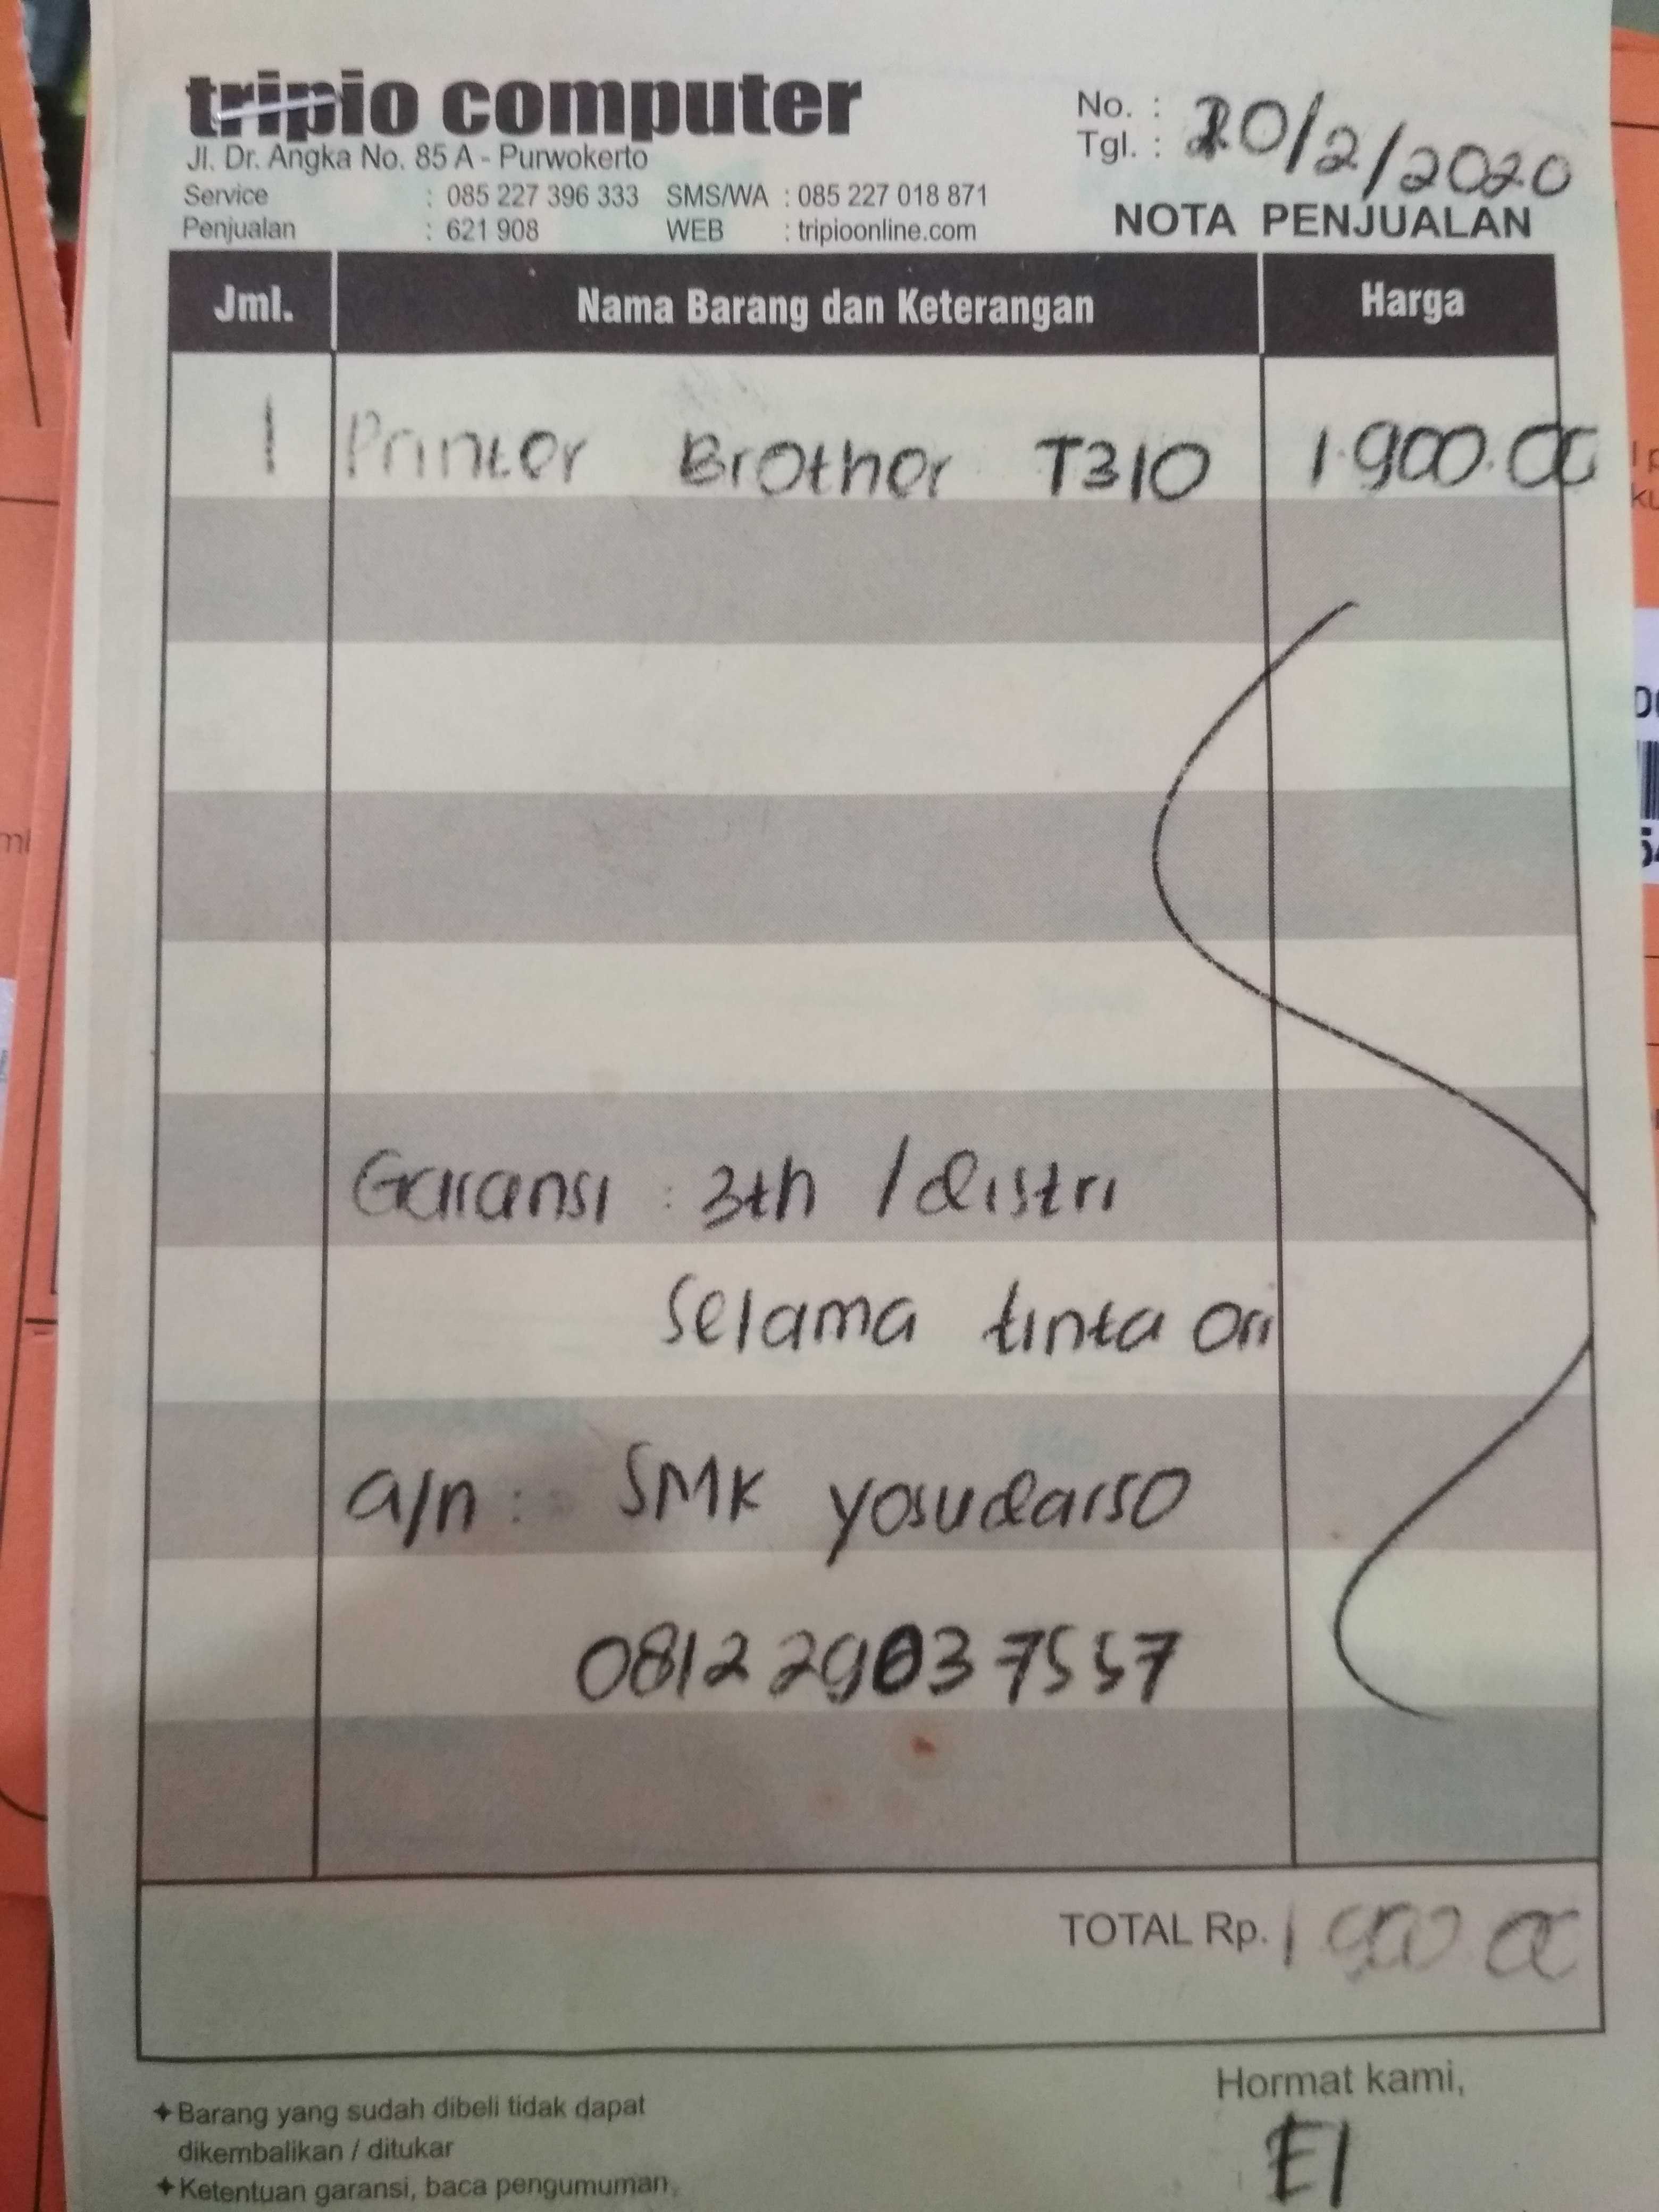 tripio computer
Jl. Dr. Angka No. 85 A - Purwokerto
Service : 085 227 396 333 SMS/WA : 085 227 018 871
Penjualan : 621 908 WEB : tripioonline.com
No. :
Tgl. : 20/2/2020
NOTA PENJUALAN
Jml. Nama Barang dan Keterangan Harga
1 Printer Brother T310 1.900.00
Garansi : 3th / distri
Selama tinta ori
a/n : SMK yosudarso
081229037557
TOTAL Rp. 1.900.00
Hormat kami,
El
✦Barang yang sudah dibeli tidak dapat
dikembalikan / ditukar
✦Ketentuan garansi, baca pengumuman